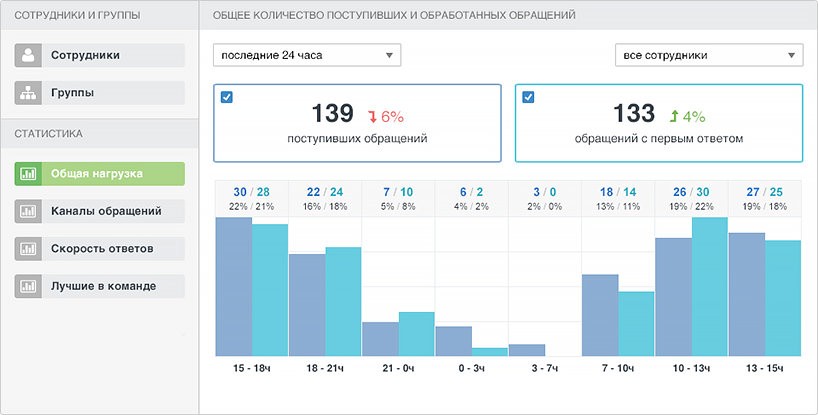 СОТРУДНИКИ И ГРУППЫ
Сотрудники
Группы
СТАТИСТИКА
Общая нагрузка
Каналы обращений
Скорость ответов
Лучшие в команде
ОБЩЕЕ КОЛИЧЕСТВО ПОСТУПИВШИХ И ОБРАБОТАННЫХ ОБРАЩЕНИЙ
последние 24 часа
все сотрудники
139 6%
поступивших обращений
133 4%
обращений с первым ответом
30 / 28 22 / 24 7 / 10 6 / 2 3 / 0 18 / 14 26 / 30 27 / 25
22% / 21% 16% / 18% 5% / 8% 4% / 2% 2% / 0% 13% / 11% 19% / 22% 19% / 18%
15 - 18ч 18 - 21ч 21 - 0ч 0 - 3ч 3 - 7ч 7 - 10ч 10 - 13ч 13 - 15ч